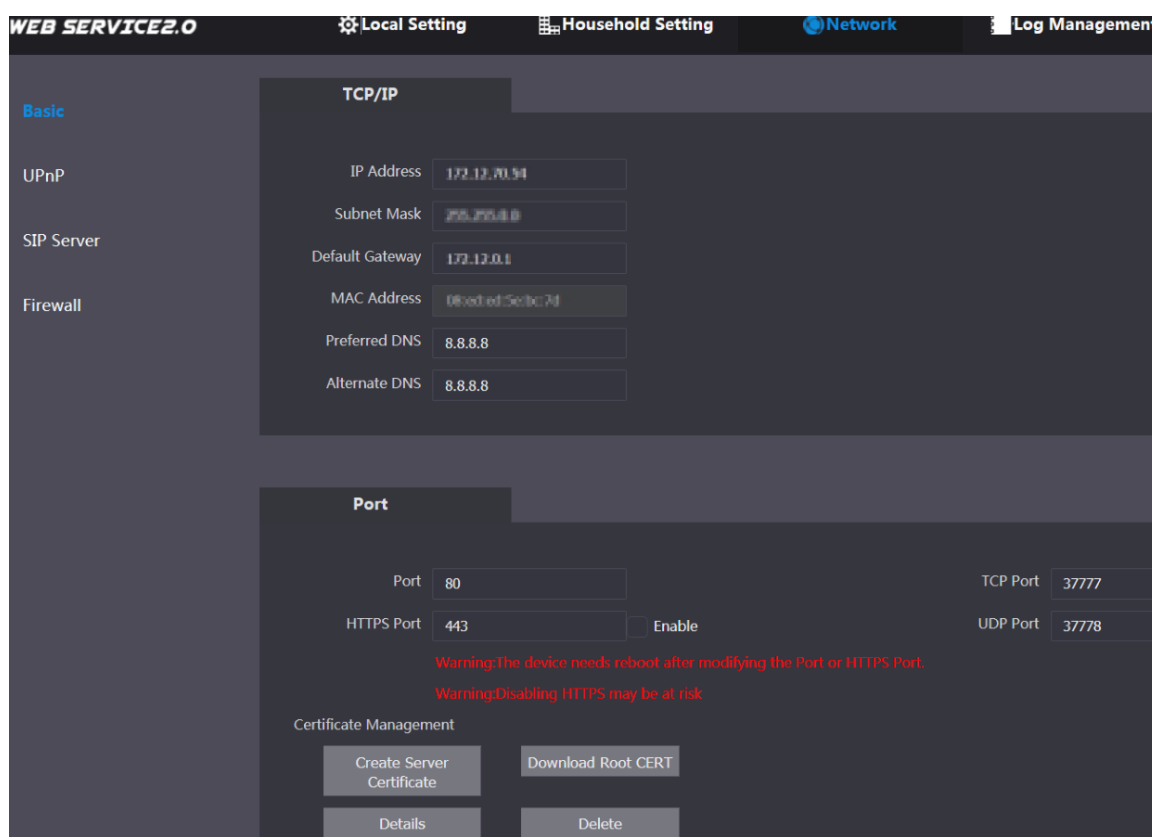 WEB SERVICE2.0
Local Setting
Household Setting
Network
Log Management
Basic
UPnP
SIP Server
Firewall
TCP/IP
IP Address 172.12.70.54
Subnet Mask
Default Gateway 172.12.0.1
MAC Address
Preferred DNS 8.8.8.8
Alternate DNS 8.8.8.8
Port
Port 80
TCP Port 37777
HTTPS Port 443 Enable
UDP Port 37778
Warning:The device needs reboot after modifying the Port or HTTPS Port.
Warning:Disabling HTTPS may be at risk
Certificate Management
Create Server
Certificate
Download Root CERT
Details
Delete